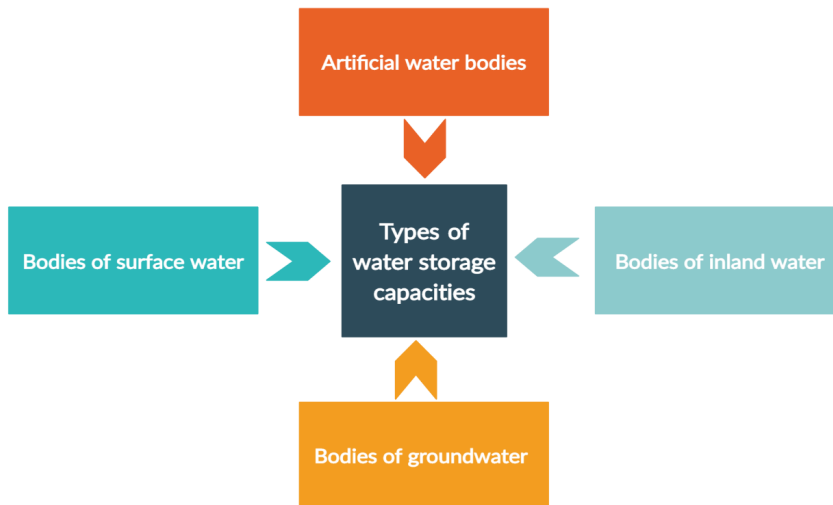 Artificial water bodies
Bodies of surface water
Types of
water storage
capacities
Bodies of inland water
Bodies of groundwater